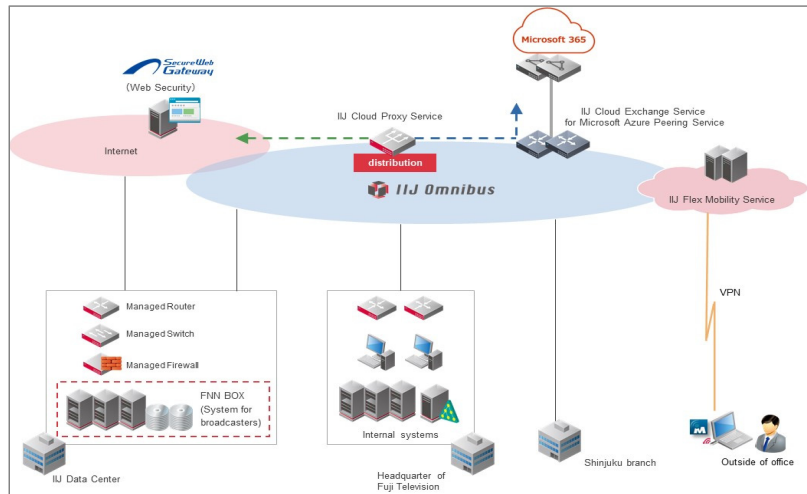 Microsoft 365
SecureWeb
Gateway
(Web Security)
IIJ Cloud Proxy Service
IIJ Cloud Exchange Service
for Microsoft Azure Peering Service
Internet
distribution
IIJ Omnibus
IIJ Flex Mobility Service
VPN
Managed Router
Managed Switch
Managed Firewall
FNN BOX
(System for
broadcasters)
Internal systems
IIJ Data Center
Headquarter of
Fuji Television
Shinjuku branch
Outside of office